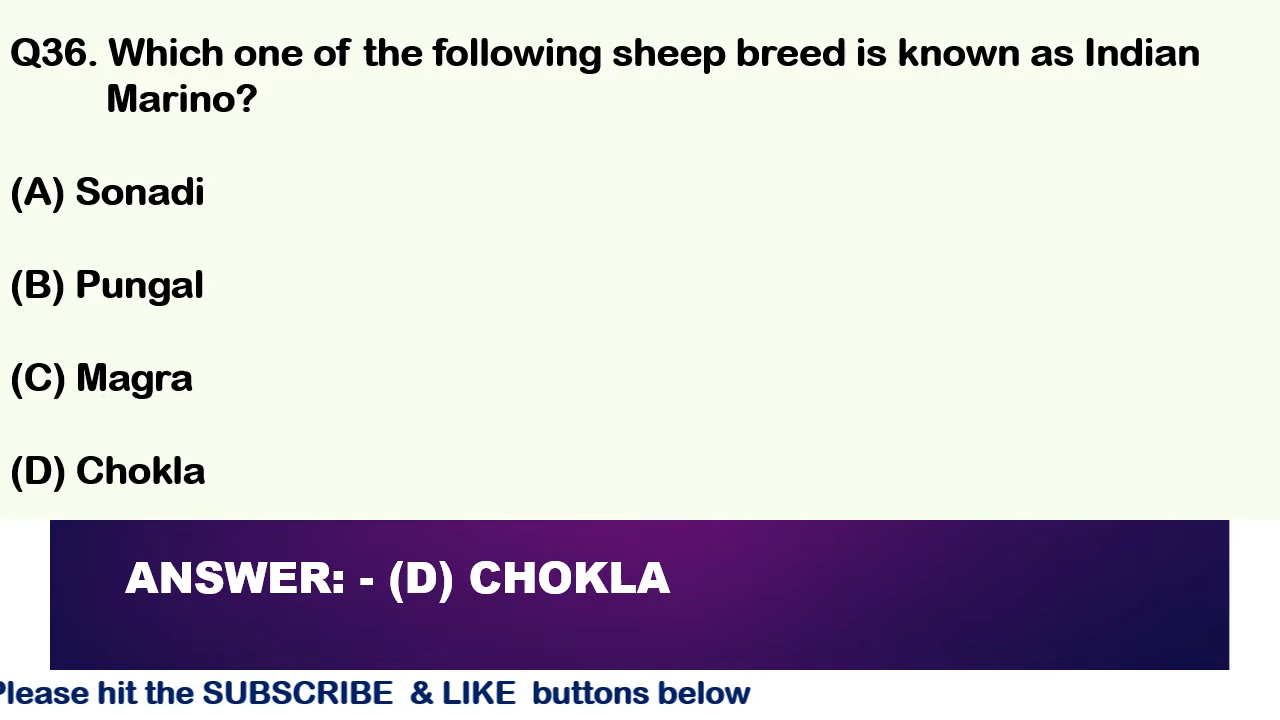 Q36. Which one of the following sheep breed is known as Indian
Marino?
(A) Sonadi
(B) Pungal
(C) Magra
(D) Chokla
ANSWER: - (D) CHOKLA
Please hit the SUBSCRIBE & LIKE buttons below